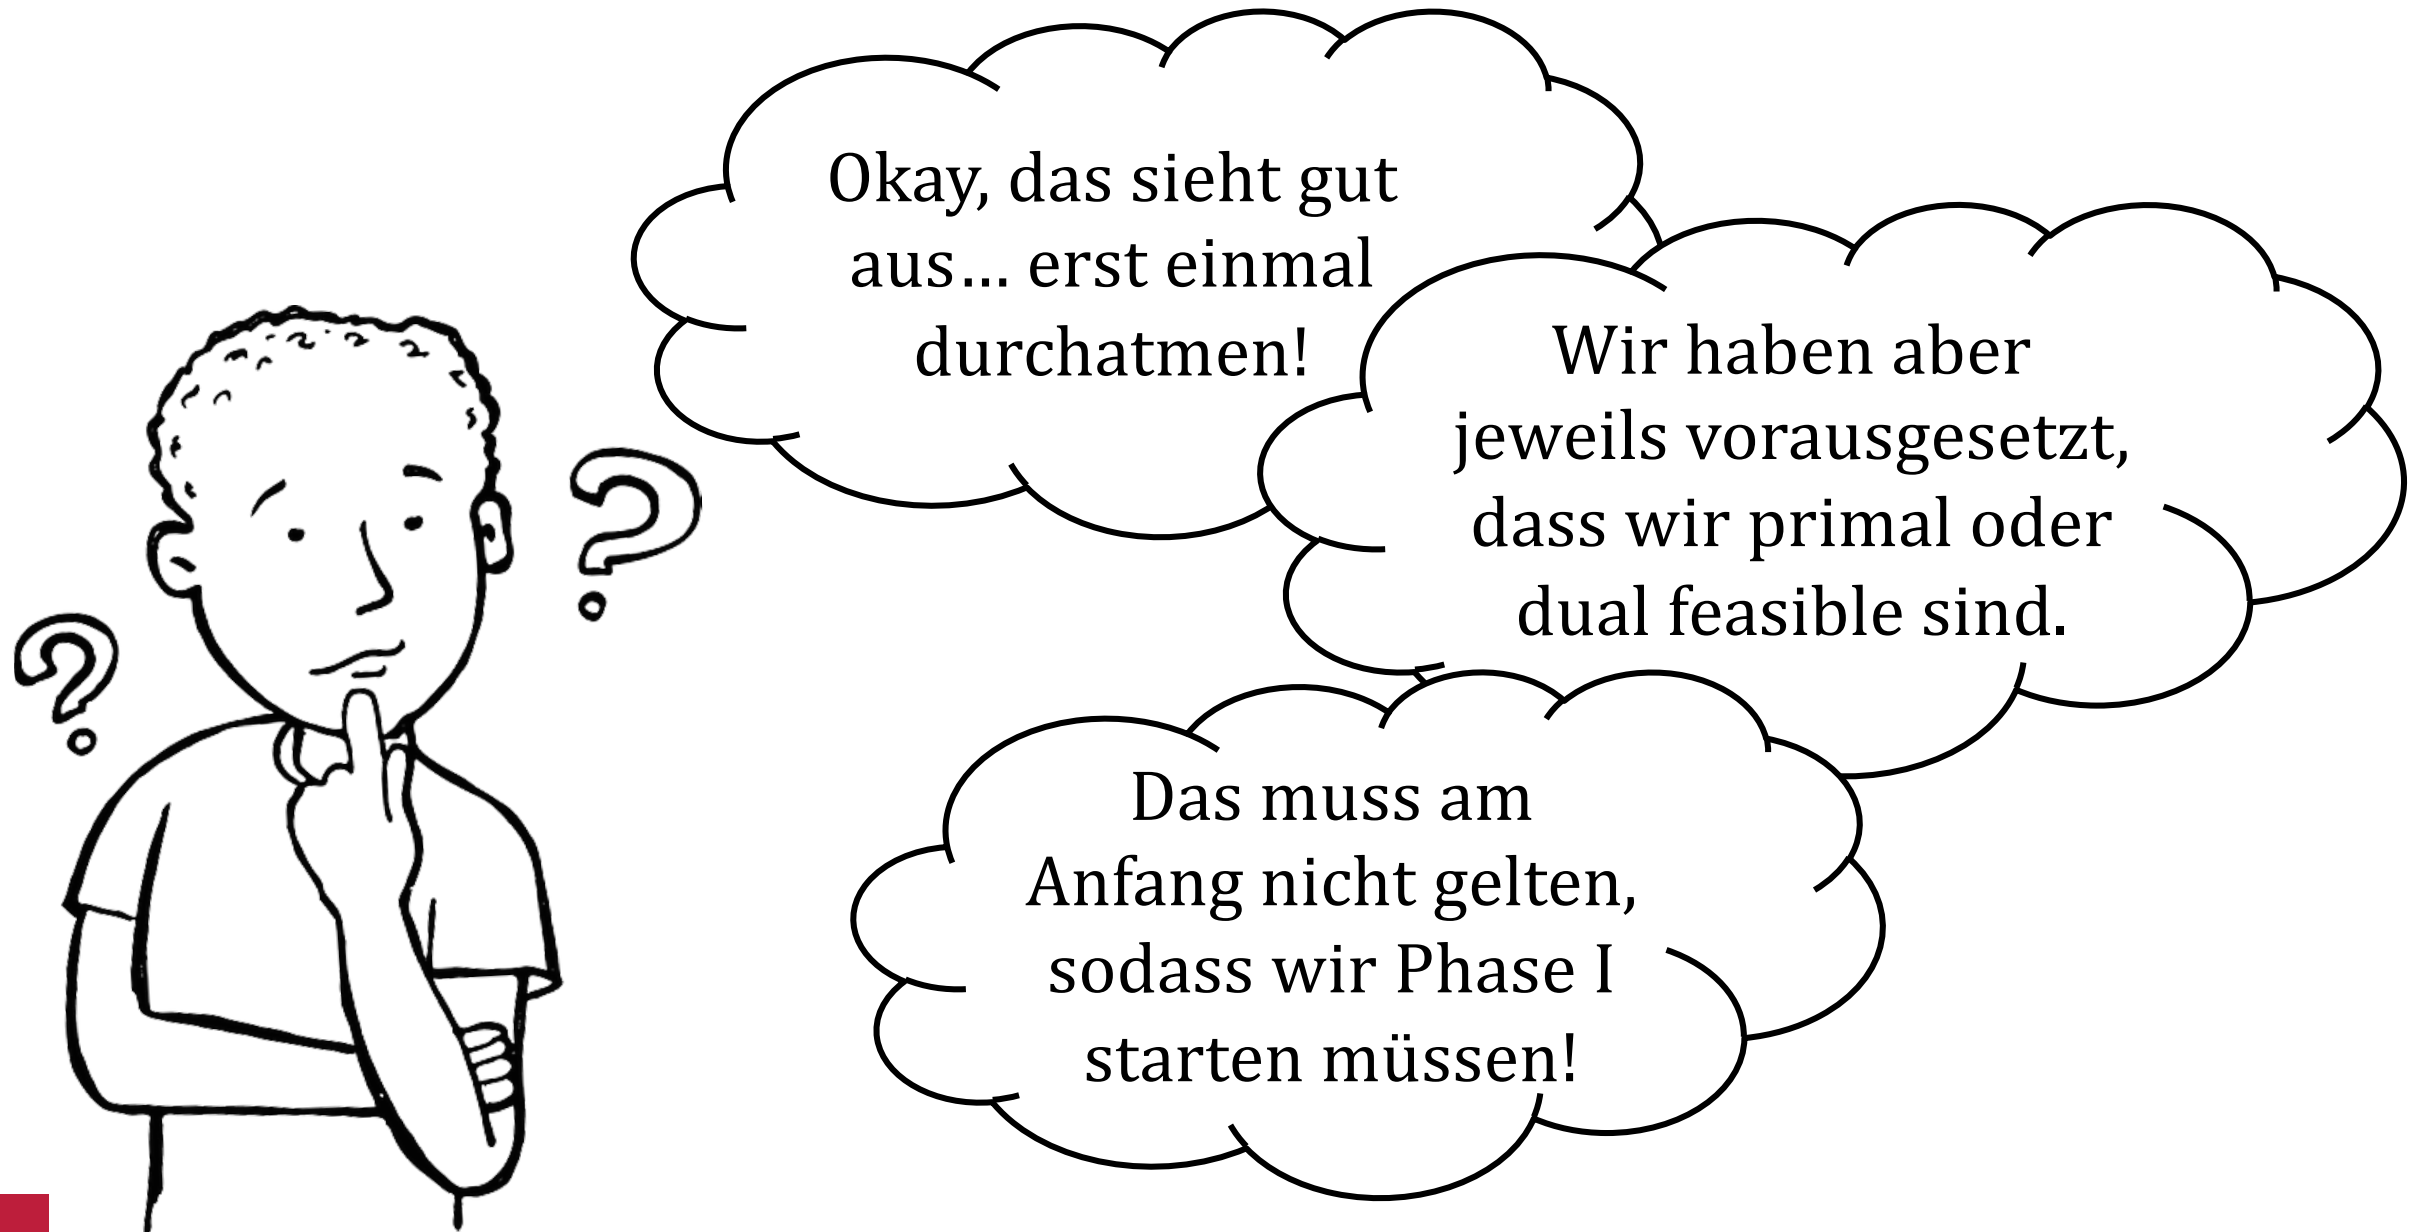 Okay, das sieht gut
aus… erst einmal
durchatmen!
Wir haben aber
jeweils vorausgesetzt,
dass wir primal oder
dual feasible sind.
Das muss am
Anfang nicht gelten,
sodass wir Phase I
starten müssen!